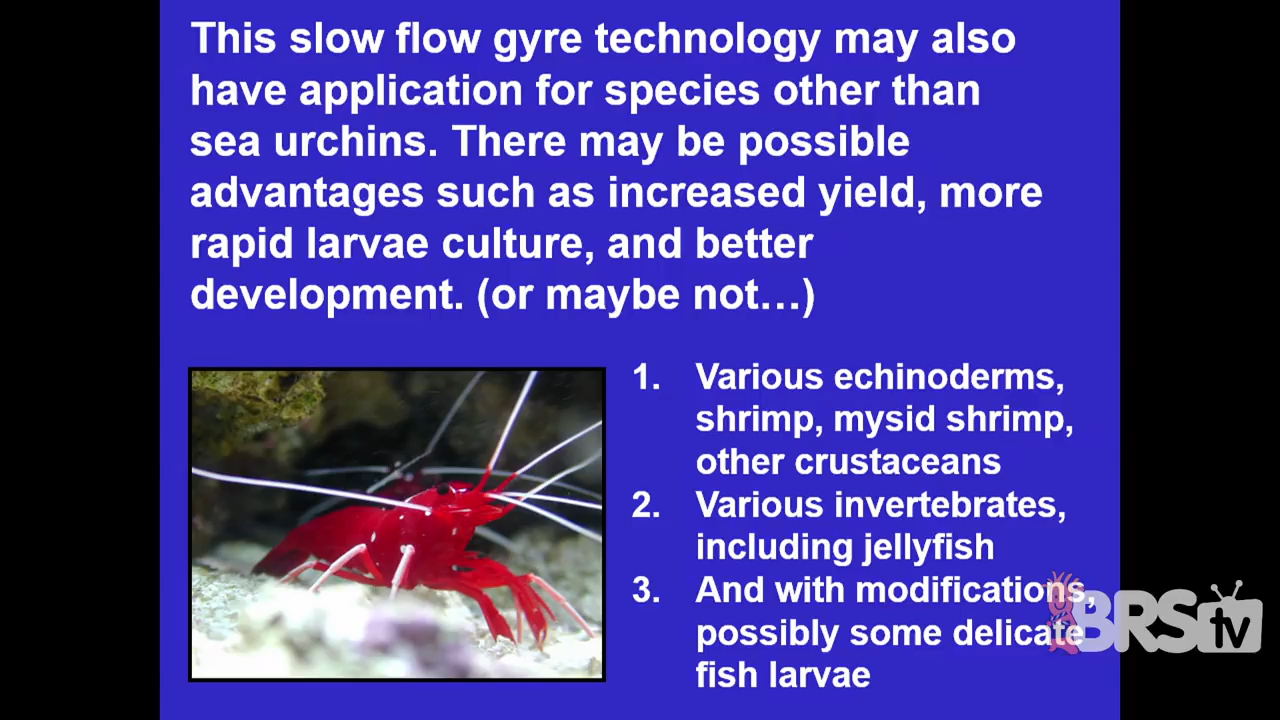 This slow flow gyre technology may also
have application for species other than
sea urchins. There may be possible
advantages such as increased yield, more
rapid larvae culture, and better
development. (or maybe not…)
1. Various echinoderms,
shrimp, mysid shrimp,
other crustaceans
2. Various invertebrates,
including jellyfish
3. And with modifications,
possibly some delicate
fish larvae
BRS tv